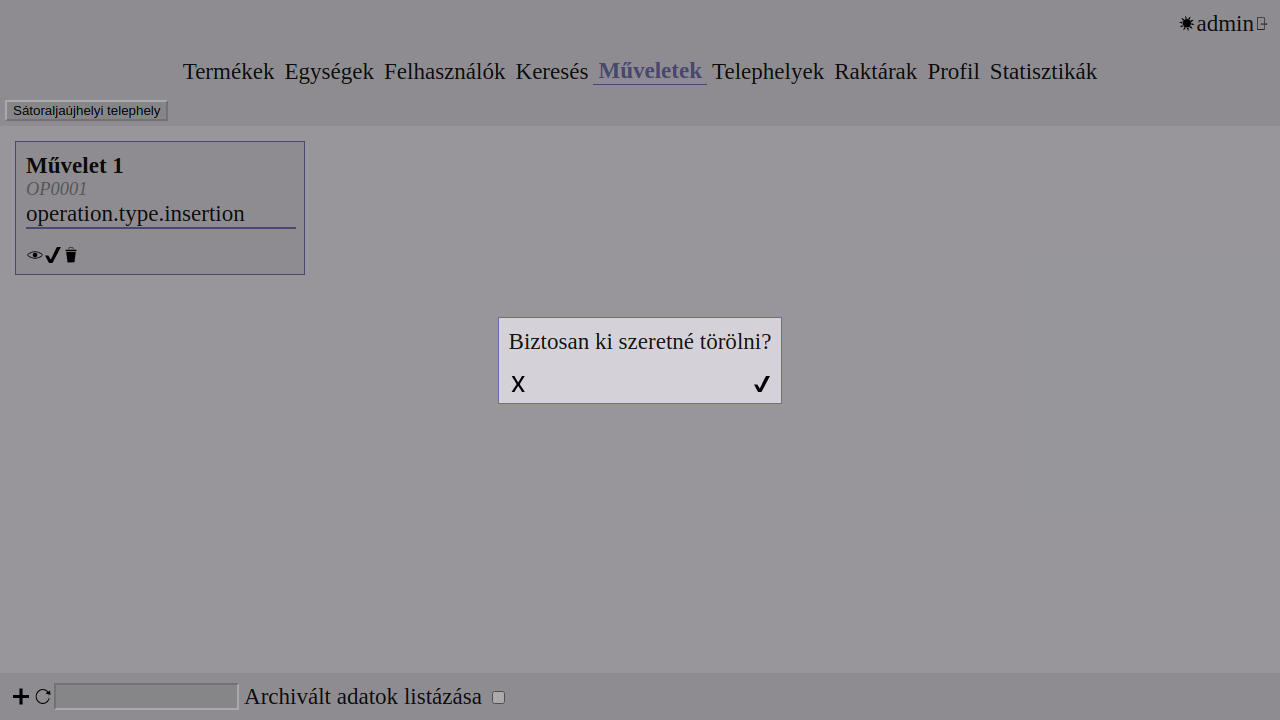 admin
Termékek Egységek Felhasználók Keresés Műveletek Telephelyek Raktárak Profil Statisztikák
Sátoraljaújhelyi telephely
Művelet 1
OP0001
operation.type.insertion
Biztosan ki szeretné törölni?
X
Archivált adatok listázása